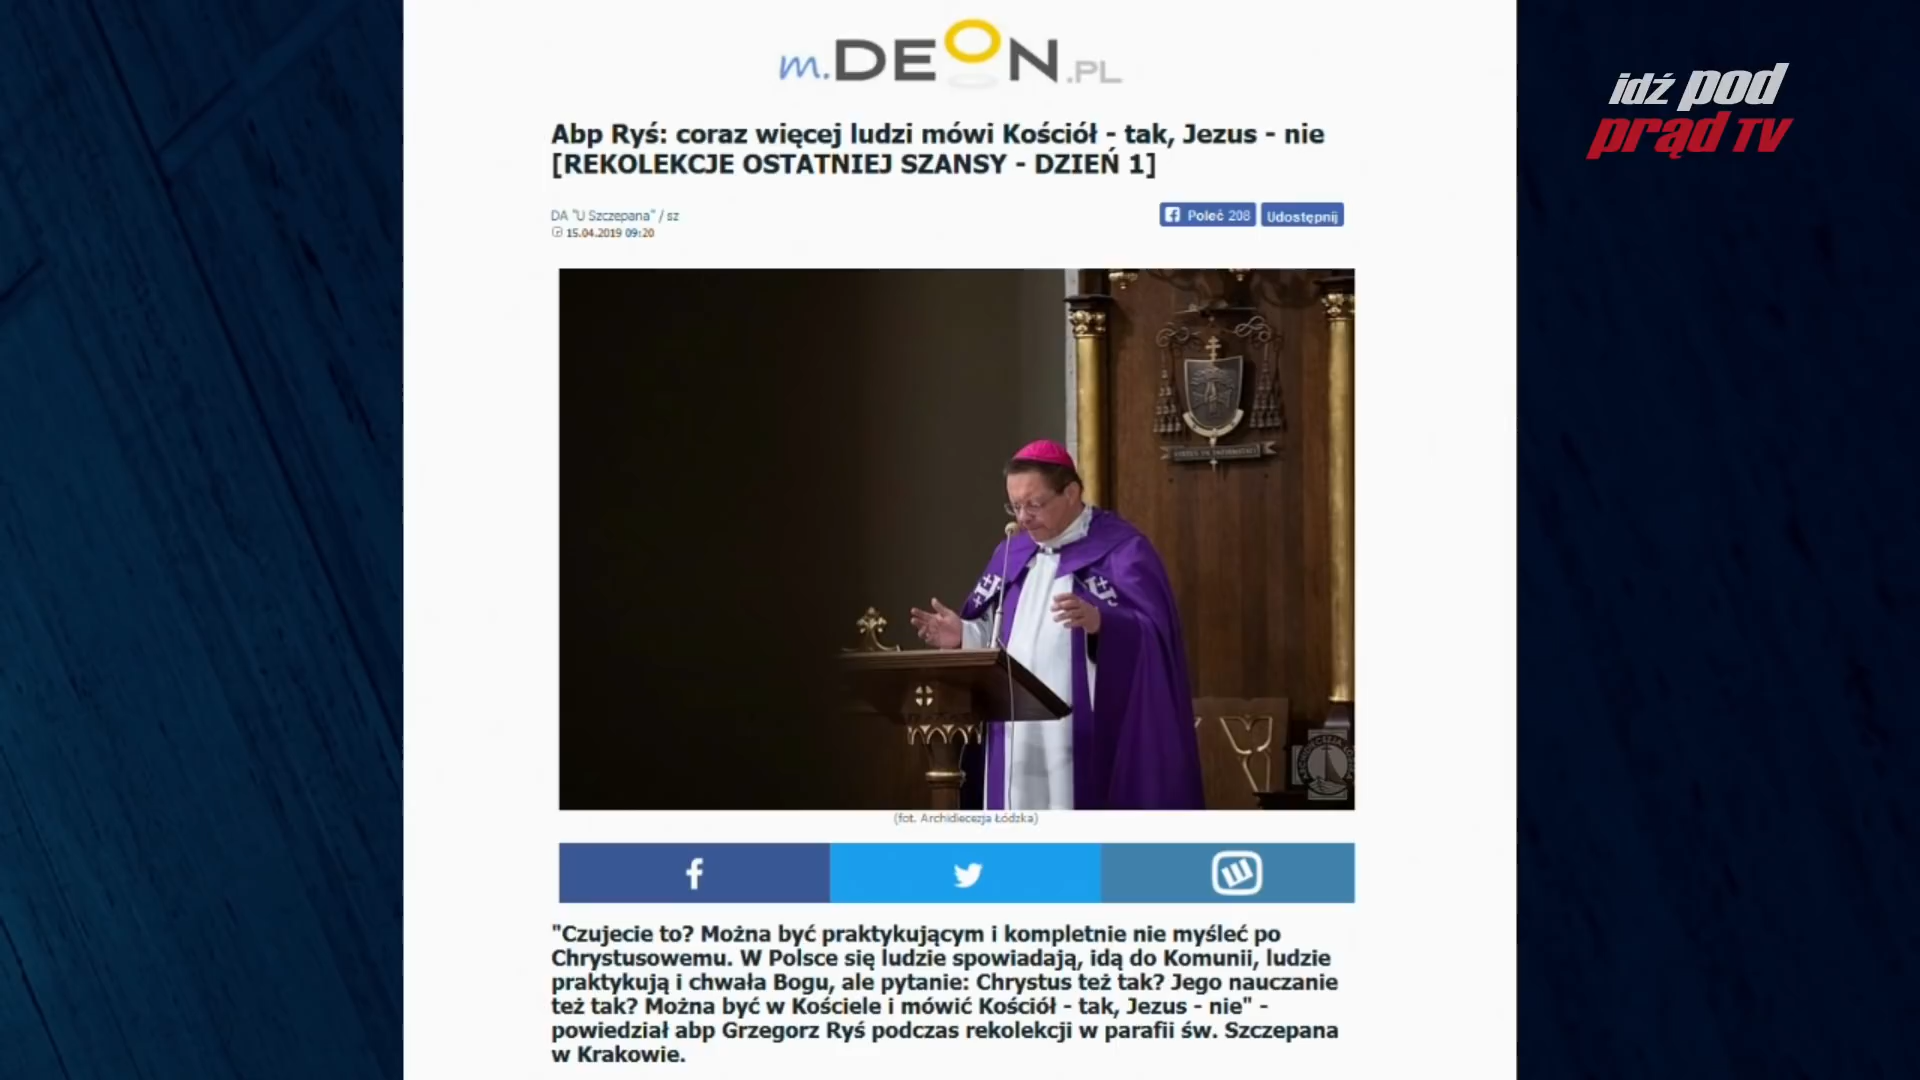 m.DEON.PL
idź pod
prąd TV
Abp Ryś: coraz więcej ludzi mówi Kościół - tak, Jezus - nie
[REKOLEKCJE OSTATNIEJ SZANSY - DZIEŃ 1]
DA "U Szczepana" / sz
15.04.2019 09:20
Poleć 208
Udostępnij
(fot. Archidiecezja Łódzka)
"Czujecie to? Można być praktykującym i kompletnie nie myśleć po
Chrystusowemu. W Polsce się ludzie spowiadają, idą do Komunii, ludzie
praktykują i chwała Bogu, ale pytanie: Chrystus też tak? Jego nauczanie
też tak? Można być w Kościele i mówić Kościół - tak, Jezus - nie" -
powiedział abp Grzegorz Ryś podczas rekolekcji w parafii św. Szczepana
w Krakowie.